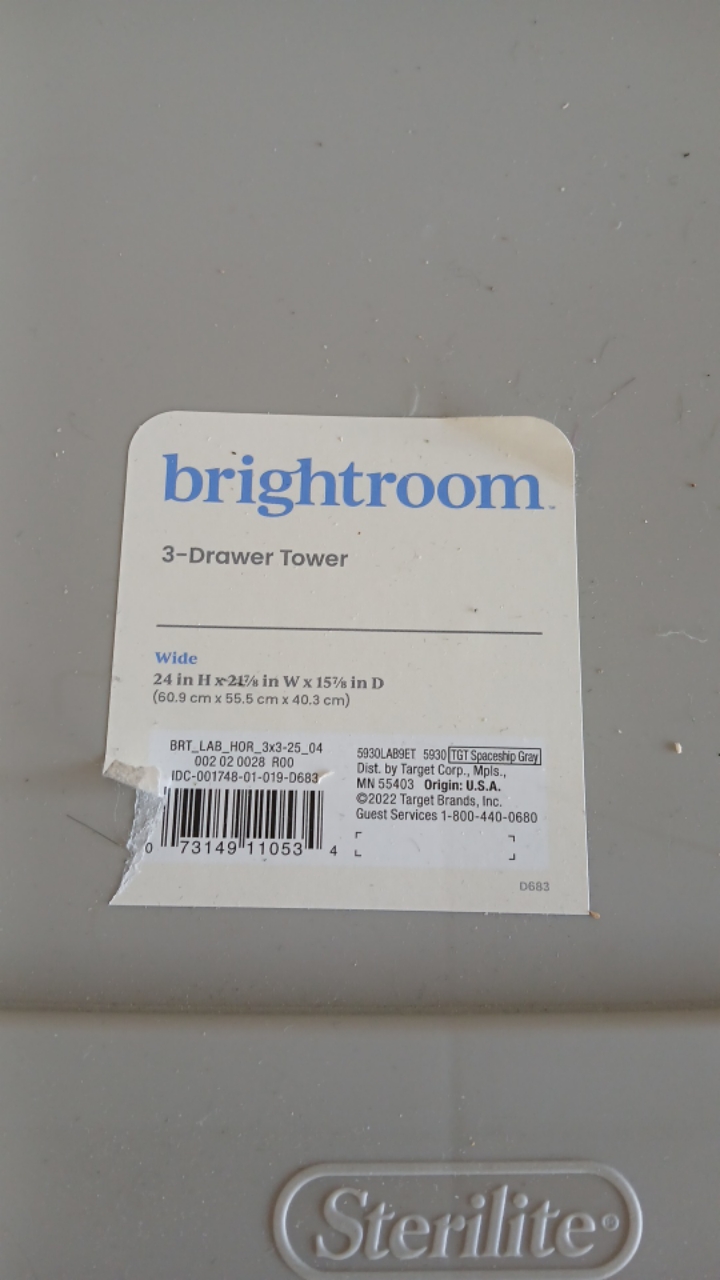 brightroom™
3-Drawer Tower
Wide
24 in H x 21⅞ in W x 15⅞ in D
(60.9 cm x 55.5 cm x 40.3 cm)
BRT_LAB_HOR_3x3-25_04
002 02 0028 R00
IDC-001748-01-019-D683
0 73149 11053 4
5930LAB9ET 5930 TGT Spaceship Gray
Dist. by Target Corp., Mpls.,
MN 55403 Origin: U.S.A.
©2022 Target Brands, Inc.
Guest Services 1-800-440-0680
D683
Sterilite®